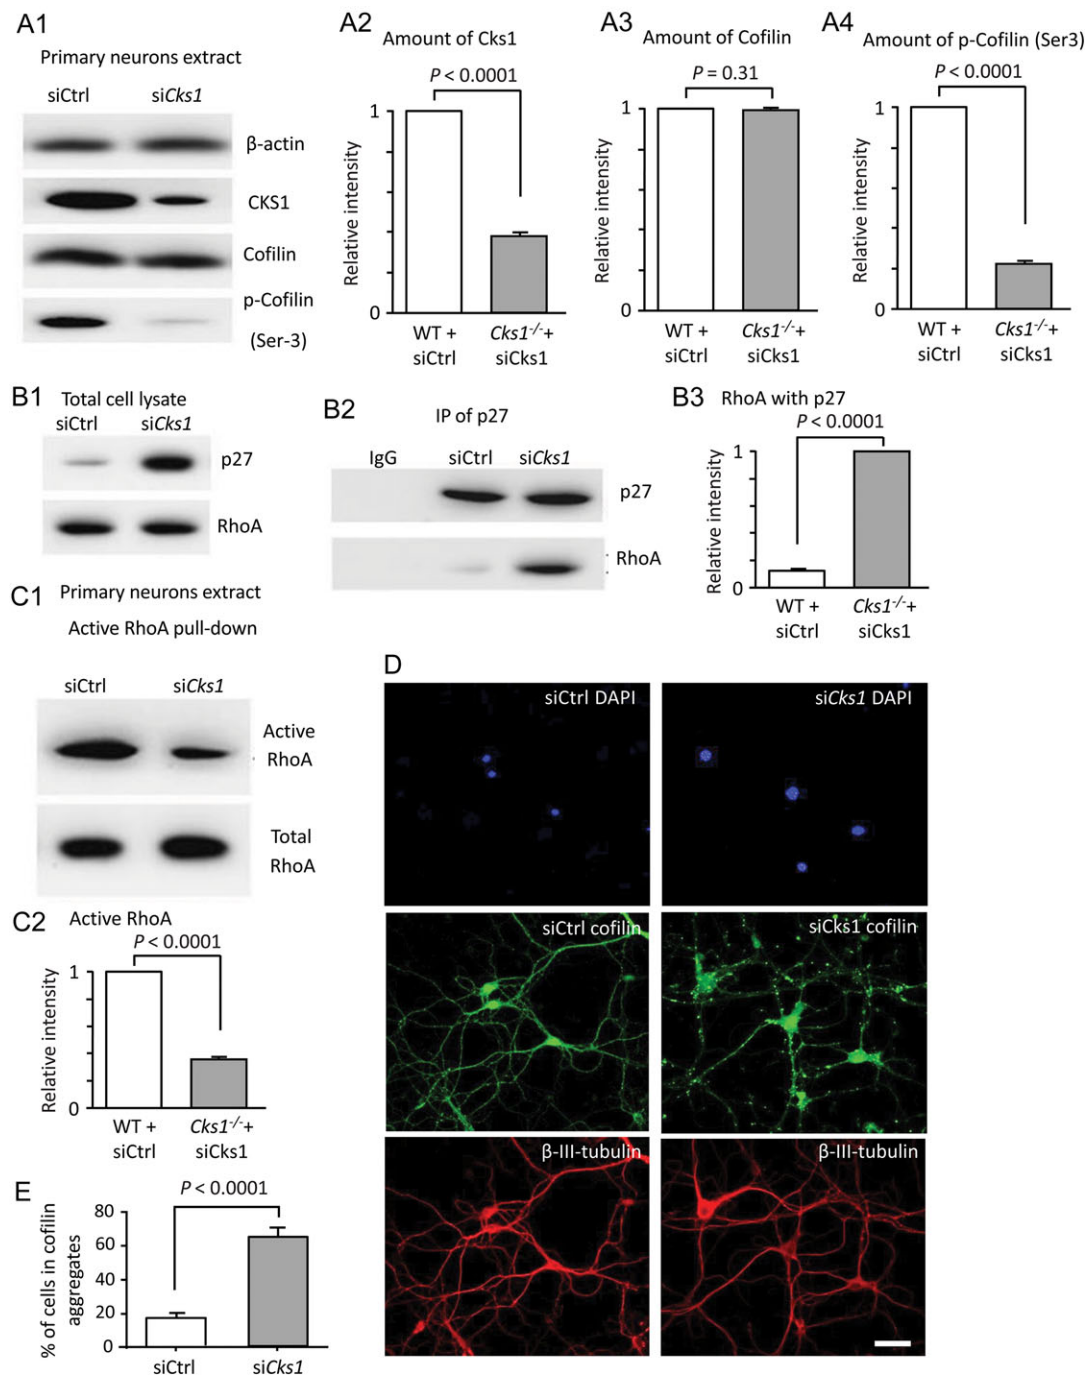 A1
Primary neurons extract
siCtrl siCks1
β-actin
CKS1
Cofilin
p-Cofilin
(Ser-3)
A2
Amount of Cks1
P < 0.0001
Relative intensity
1
0
WT + siCtrl
Cks1-/-+ siCks1
A3
Amount of Cofilin
P = 0.31
Relative intensity
1
0
WT + siCtrl
Cks1-/-+ siCks1
A4
Amount of p-Cofilin (Ser3)
P < 0.0001
Relative intensity
1
0
WT + siCtrl
Cks1-/-+ siCks1
B1
Total cell lysate
siCtrl siCks1
p27
RhoA
B2
IP of p27
IgG siCtrl siCks1
p27
RhoA
B3
RhoA with p27
P < 0.0001
Relative intensity
1
0
WT + siCtrl
Cks1-/-+ siCks1
C1
Primary neurons extract
Active RhoA pull-down
siCtrl siCks1
Active
RhoA
Total
RhoA
C2
Active RhoA
P < 0.0001
Relative intensity
1
0
WT + siCtrl
Cks1-/-+ siCks1
D
siCtrl DAPI
siCks1 DAPI
siCtrl cofilin
siCks1 cofilin
β-III-tubulin
β-III-tubulin
E
P < 0.0001
% of cells in cofilin
aggregates
80
60
40
20
0
siCtrl siCks1